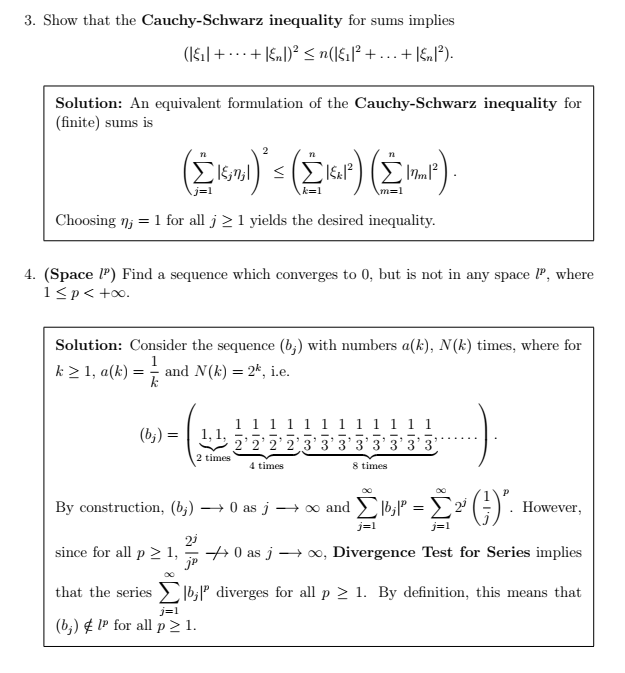 3. Show that the Cauchy-Schwarz inequality for sums implies
(|ξ₁| + ⋯ + |ξₙ|)² ≤ n(|ξ₁|² + … + |ξₙ|²).
Solution: An equivalent formulation of the Cauchy-Schwarz inequality for
(finite) sums is
(∑_{j=1}^{n} |ξⱼηⱼ|)² ≤ (∑_{k=1}^{n} |ξₖ|²) (∑_{m=1}^{n} |ηₘ|²).
Choosing ηⱼ = 1 for all j ≥ 1 yields the desired inequality.
4. (Space lᵖ) Find a sequence which converges to 0, but is not in any space lᵖ, where
1 ≤ p < +∞.
Solution: Consider the sequence (bⱼ) with numbers a(k), N(k) times, where for
k ≥ 1, a(k) = 1/k and N(k) = 2ᵏ, i.e.
(bⱼ) = (1, 1, 1/2, 1/2, 1/2, 1/2, 1/3, 1/3, 1/3, 1/3, 1/3, 1/3, 1/3, 1/3, ⋯⋯).
2 times 4 times 8 times
By construction, (bⱼ) ⟶ 0 as j ⟶ ∞ and ∑_{j=1}^{∞} |bⱼ|ᵖ = ∑_{j=1}^{∞} 2ʲ (1/j)ᵖ. However,
since for all p ≥ 1, 2ʲ/jᵖ ↛ 0 as j ⟶ ∞, Divergence Test for Series implies
that the series ∑_{j=1}^{∞} |bⱼ|ᵖ diverges for all p ≥ 1. By definition, this means that
(bⱼ) ∉ lᵖ for all p ≥ 1.